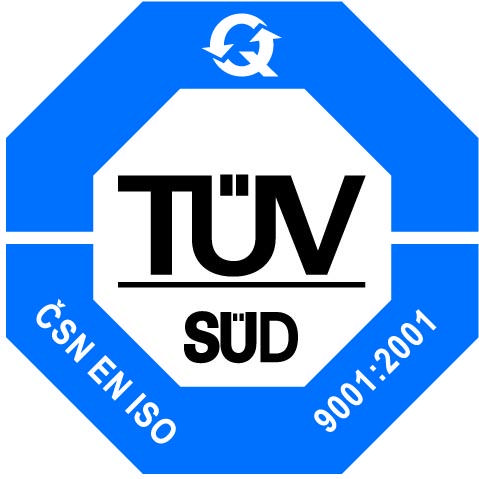 Q
TÜV
SÜD
ČSN EN ISO
9001:2001